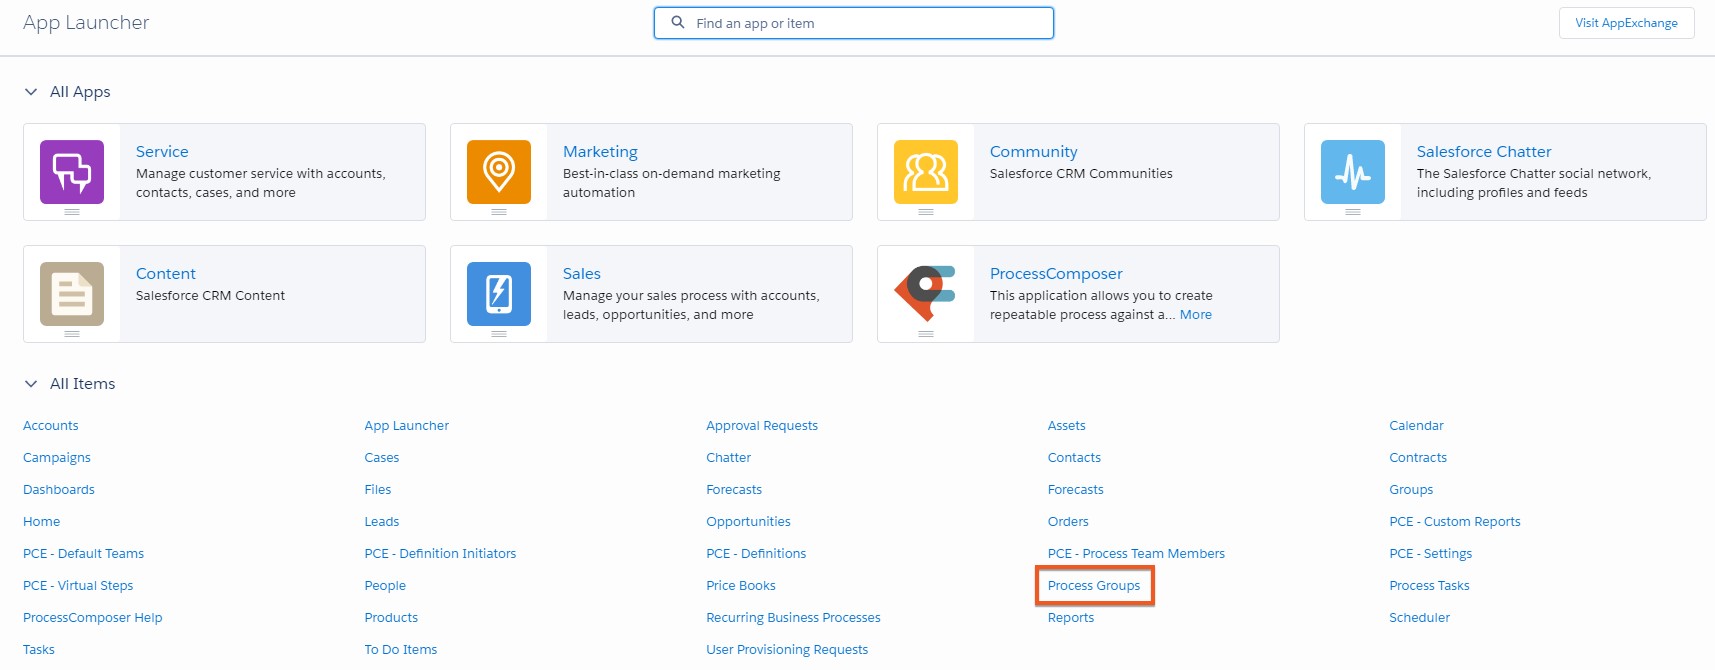 App Launcher
Find an app or item
Visit AppExchange
All Apps
Service
Manage customer service with accounts,
contacts, cases, and more
Marketing
Best-in-class on-demand marketing
automation
Community
Salesforce CRM Communities
Salesforce Chatter
The Salesforce Chatter social network,
including profiles and feeds
Content
Salesforce CRM Content
Sales
Manage your sales process with accounts,
leads, opportunities, and more
ProcessComposer
This application allows you to create
repeatable process against a... More
All Items
Accounts App Launcher Approval Requests Assets Calendar
Campaigns Cases Chatter Contacts Contracts
Dashboards Files Forecasts Forecasts Groups
Home Leads Opportunities Orders PCE - Custom Reports
PCE - Default Teams PCE - Definition Initiators PCE - Definitions PCE - Process Team Members PCE - Settings
PCE - Virtual Steps People Price Books Process Groups Process Tasks
ProcessComposer Help Products Recurring Business Processes Reports Scheduler
Tasks To Do Items User Provisioning Requests